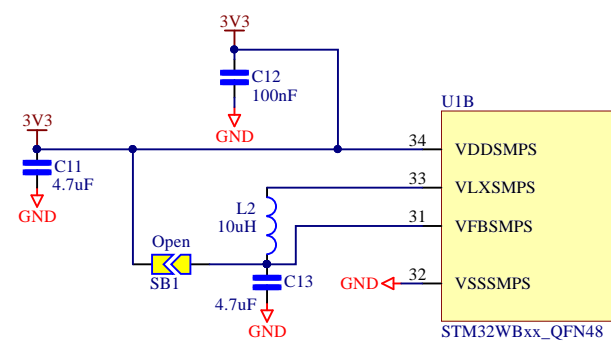 3V3
C12
100nF
GND
U1B
3V3
34
VDDSMPS
C11
4.7uF
GND
33
VLXSMPS
L2
10uH
31
VFBSMPS
Open
SB1
C13
4.7uF
GND
GND
32
VSSSMPS
STM32WBxx_QFN48